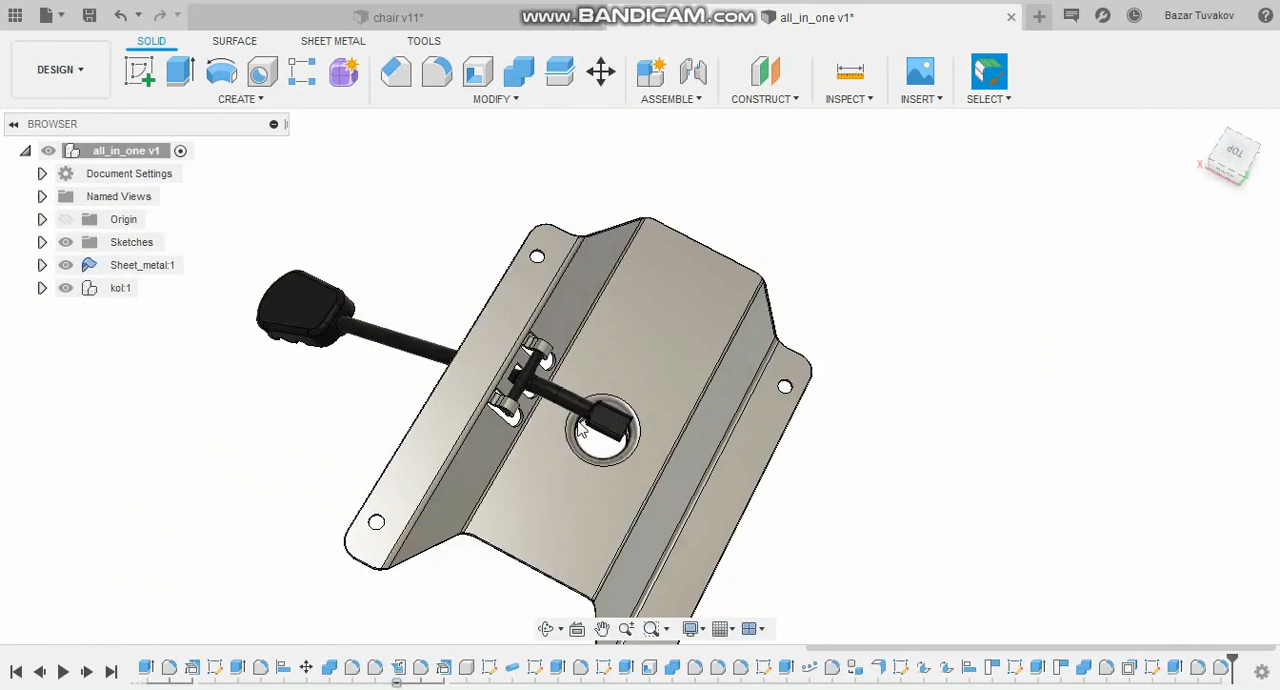 chair v11*
www.BANDICAM.com
all_in_one v1*
Bazar Tuvakov
DESIGN
SOLID
SURFACE
SHEET METAL
TOOLS
CREATE
MODIFY
ASSEMBLE
CONSTRUCT
INSPECT
INSERT
SELECT
BROWSER
all_in_one v1
Document Settings
Named Views
Origin
Sketches
Sheet_metal:1
kol:1
TOP
X